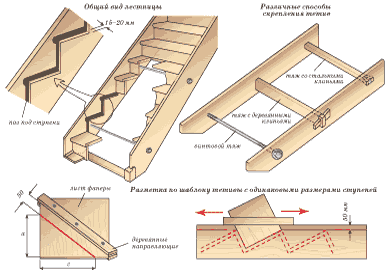 Общий вид лестницы
Различные способы
скрепления тетив
15–20 мм
паз под ступени
тяж со стальными
клиньями
тяж с деревянными
клиньями
винтовой тяж
лист фанеры
Разметка по шаблону тетивы с одинаковыми размерами ступеней
50
50 мм
деревянные
направляющие